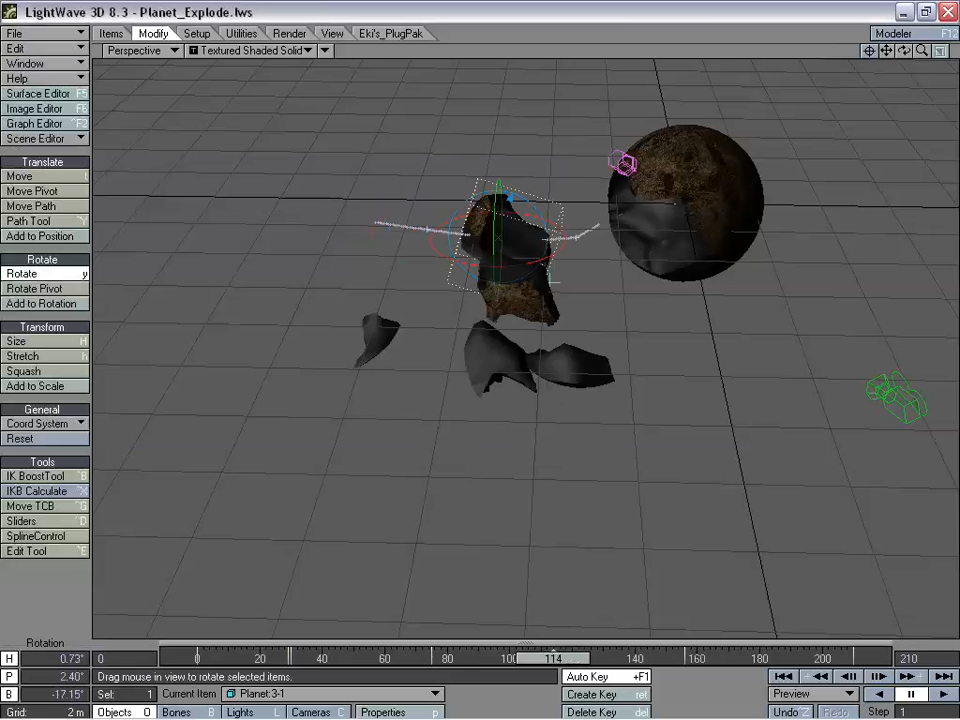 LightWave 3D 8.3 - Planet_Explode.lws
File Items Modify Setup Utilities Render View Eki's_PlugPak Modeler F12
Edit Perspective Textured Shaded Solid
Window
Help
Surface Editor F5
Image Editor F6
Graph Editor F2
Scene Editor
Translate
Move t
Move Pivot
Move Path
Path Tool ^Y
Add to Position
Rotate
Rotate y
Rotate Pivot
Add to Rotation
Transform
Size H
Stretch h
Squash
Add to Scale
General
Coord System
Reset
Tools
IK BoostTool ^B
IKB Calculate ^X
Move TCB ^G
Sliders ^D
SplineControl
Edit Tool ^E
Rotation
H 0.73° 0 0 20 40 60 80 100 114 140 160 180 200 210
P 2.40° Drag mouse in view to rotate selected items. Auto Key +F1
B -17.15° Sel: 1 Current Item Planet:3-1 Create Key ret Preview
Grid: 2 m Objects O Bones B Lights L Cameras C Properties p Delete Key del Undo ^Z Redo Step 1